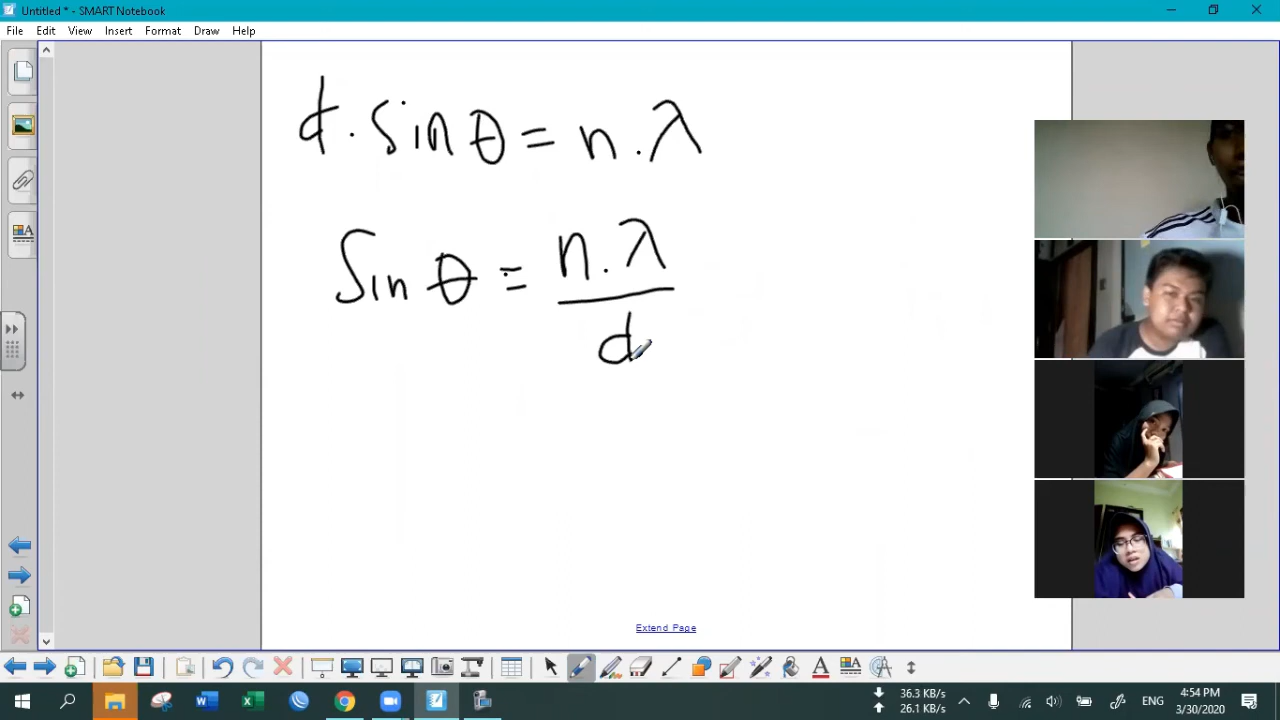 Untitled * - SMART Notebook
File Edit View Insert Format Draw Help
d . sin θ = n . λ
Sin θ = n . λ
d
Extend Page
36.3 KB/s
26.1 KB/s
ENG
4:54 PM
3/30/2020